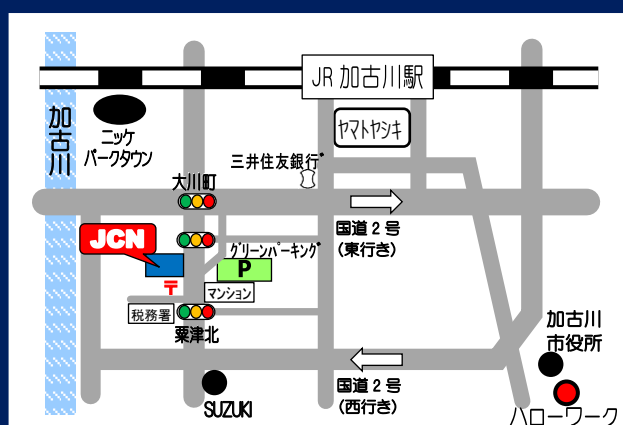 JR 加古川駅
加古川
ニッケ
パークタウン
ヤマトヤシキ
三井住友銀行
大川町
国道2号
(東行き)
JCN
グリーンパーキング
P
〒
マンション
税務署
粟津北
加古川
市役所
国道2号
(西行き)
SUZUKI
ハローワーク